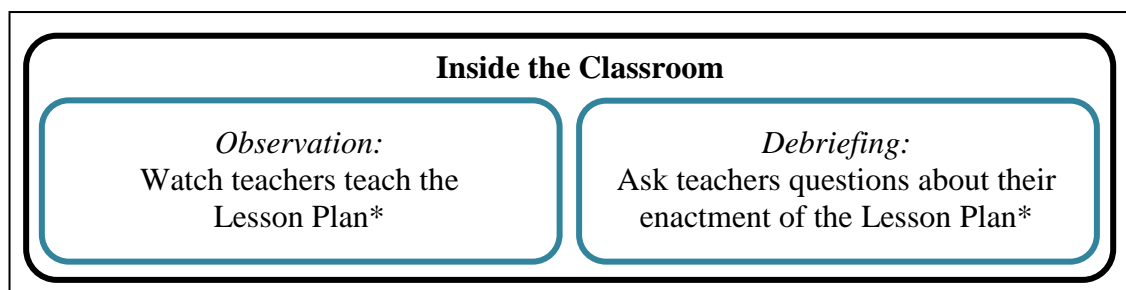 Inside the Classroom
Observation:
Watch teachers teach the
Lesson Plan*
Debriefing:
Ask teachers questions about their
enactment of the Lesson Plan*